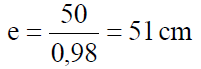 e = 50/0,98 = 51 cm